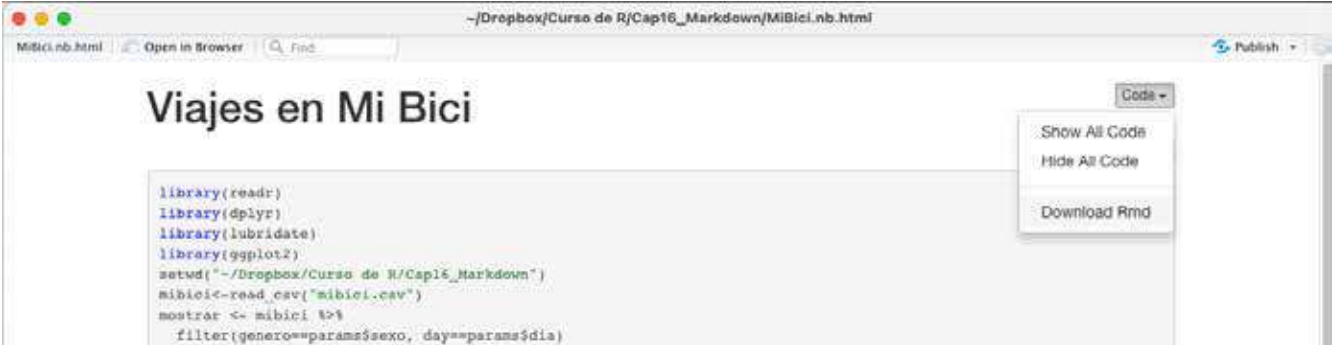 ~/Dropbox/Curso de R/Cap16_Markdown/MiBici.nb.html
MiBici.nb.html Open in Browser Find Publish
Viajes en Mi Bici
Code
Show All Code
Hide All Code
Download Rmd
library(readr)
library(dplyr)
library(lubridate)
library(ggplot2)
setwd("~/Dropbox/Curso de R/Cap16_Markdown")
mibici<-read_csv("mibici.csv")
mostrar <- mibici %>%
filter(genero==params$sexo, day==params$dia)